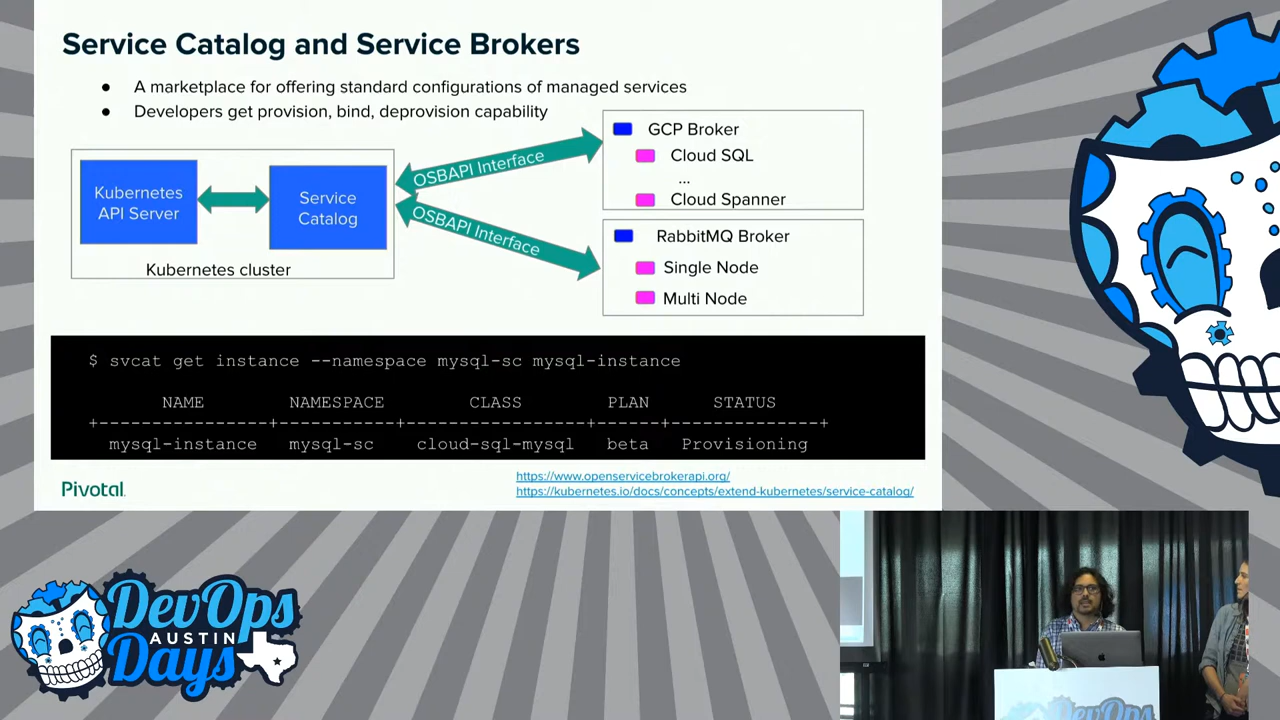 Service Catalog and Service Brokers
● A marketplace for offering standard configurations of managed services
● Developers get provision, bind, deprovision capability
Kubernetes
API Server
Service
Catalog
Kubernetes cluster
OSBAPI Interface
OSBAPI Interface
GCP Broker
Cloud SQL
...
Cloud Spanner
RabbitMQ Broker
Single Node
Multi Node
$ svcat get instance --namespace mysql-sc mysql-instance
NAME NAMESPACE CLASS PLAN STATUS
+----------------+-----------+-----------------+------+--------------+
mysql-instance mysql-sc cloud-sql-mysql beta Provisioning
Pivotal
https://www.openservicebrokerapi.org/
https://kubernetes.io/docs/concepts/extend-kubernetes/service-catalog/
DevOps
AUSTIN
Days
DevOps